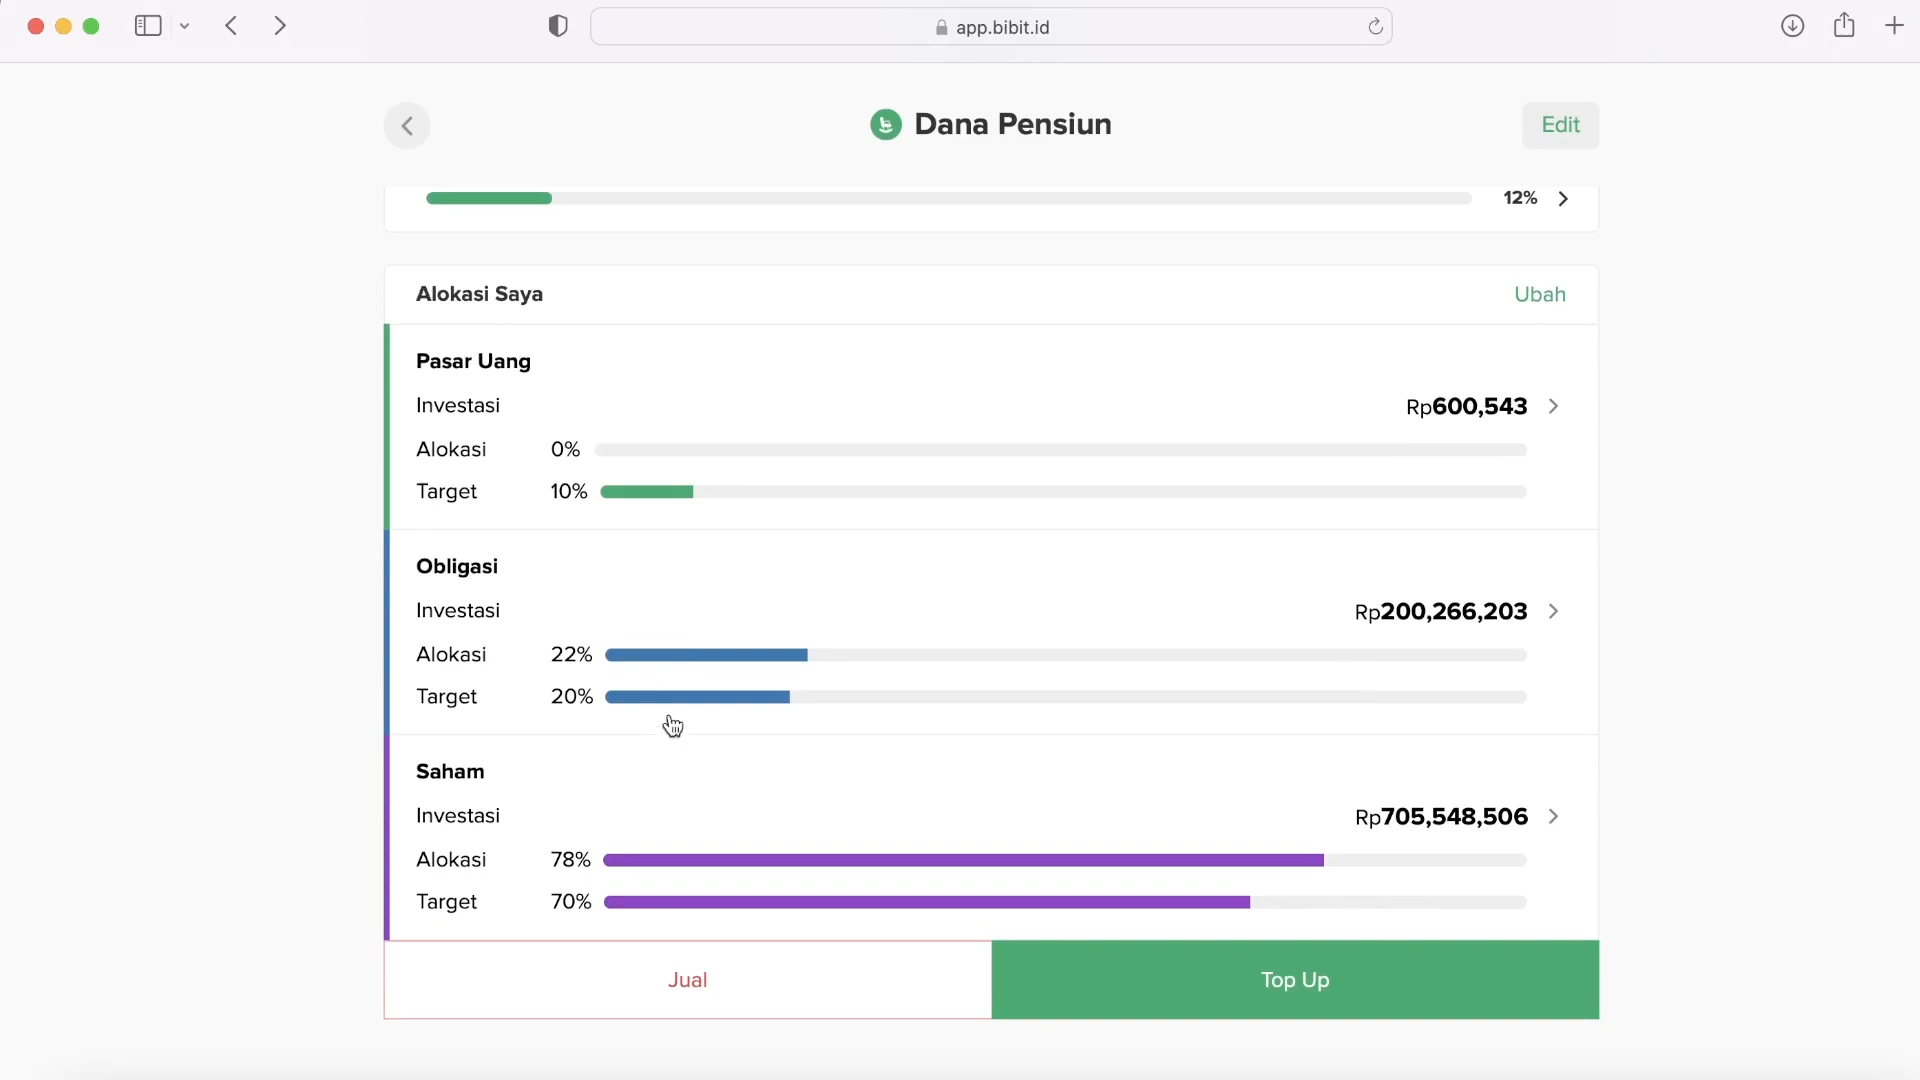 app.bibit.id
Dana Pensiun
Edit
12%
Alokasi Saya
Ubah
Pasar Uang
Investasi
Rp600,543
Alokasi 0%
Target 10%
Obligasi
Investasi
Rp200,266,203
Alokasi 22%
Target 20%
Saham
Investasi
Rp705,548,506
Alokasi 78%
Target 70%
Jual
Top Up